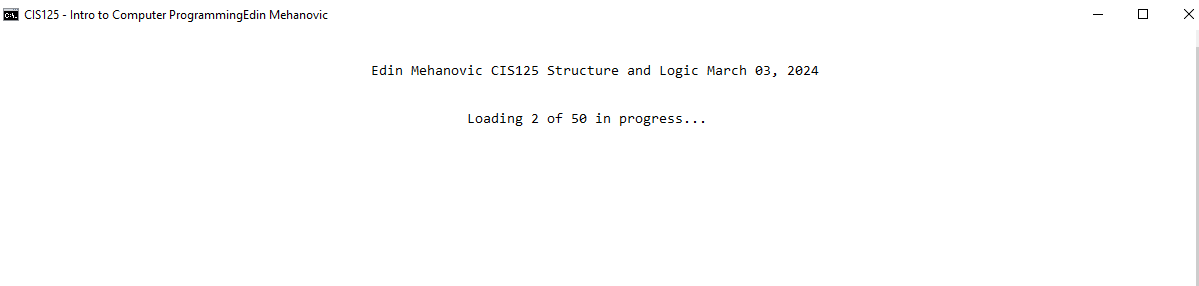 CIS125 - Intro to Computer ProgrammingEdin Mehanovic
Edin Mehanovic CIS125 Structure and Logic March 03, 2024
Loading 2 of 50 in progress...